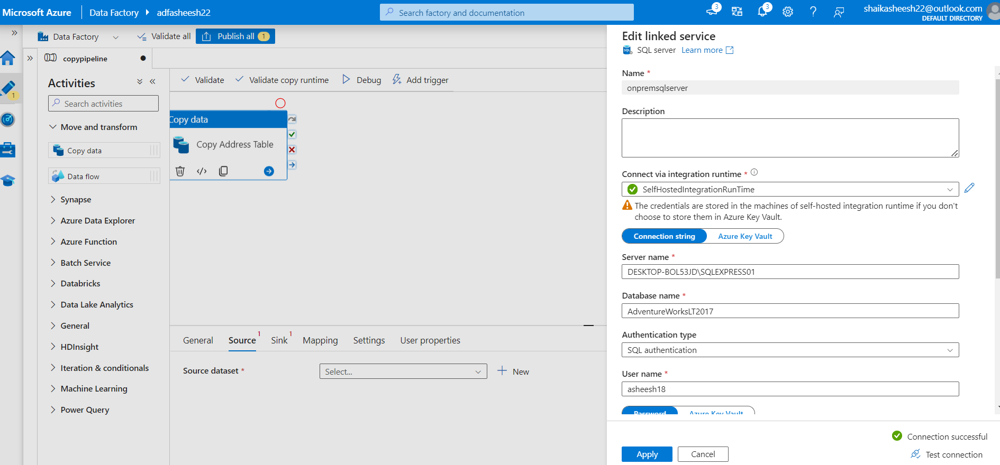 Microsoft Azure
Data Factory
adfasheesh22
Search factory and documentation
3
3
shaikasheesh22@outlook.com
DEFAULT DIRECTORY
Data Factory
Validate all
Publish all
1
copypipeline
1
Activities
Search activities
Move and transform
Copy data
Data flow
Synapse
Azure Data Explorer
Azure Function
Batch Service
Databricks
Data Lake Analytics
General
HDInsight
Iteration & conditionals
Machine Learning
Power Query
Validate
Validate copy runtime
Debug
Add trigger
Copy data
Copy Address Table
General
Source 1
Sink 1
Mapping
Settings
User properties
Source dataset *
Select...
New
Edit linked service
SQL
SQL server
Learn more
Name *
onpremsqlserver
Description
Connect via integration runtime *
SelfHostedIntegrationRunTime
The credentials are stored in the machines of self-hosted integration runtime if you don't
choose to store them in Azure Key Vault.
Connection string
Azure Key Vault
Server name *
DESKTOP-BOL53JD\SQLEXPRESS01
Database name *
AdventureWorksLT2017
Authentication type
SQL authentication
User name *
asheesh18
Password
Azure Key Vault
Connection successful
Apply
Cancel
Test connection